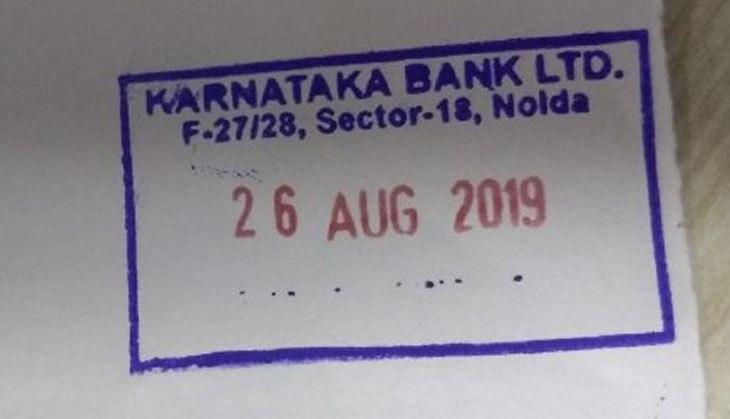 KARNATAKA BANK LTD.
F-27/28, Sector-18, Noida
26 AUG 2019